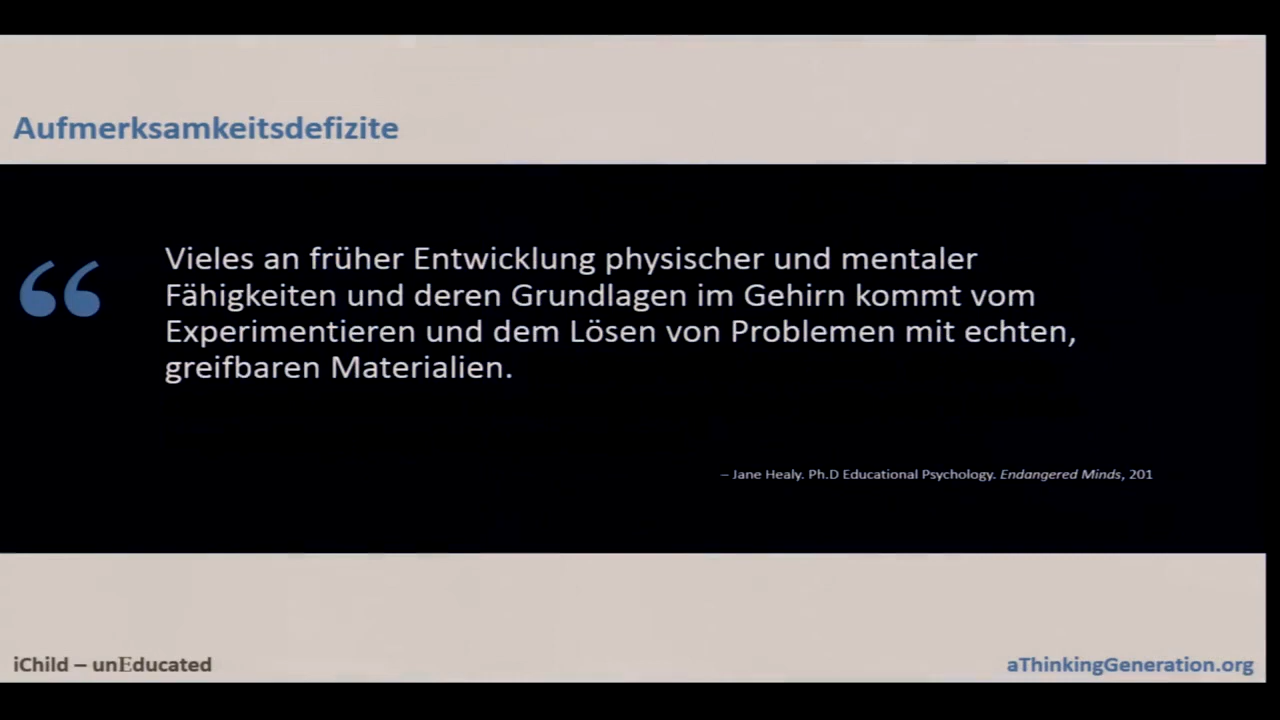 Aufmerksamkeitsdefizite
“
Vieles an früher Entwicklung physischer und mentaler
Fähigkeiten und deren Grundlagen im Gehirn kommt vom
Experimentieren und dem Lösen von Problemen mit echten,
greifbaren Materialien.
– Jane Healy. Ph.D Educational Psychology. Endangered Minds, 201
iChild – unEducated
aThinkingGeneration.org